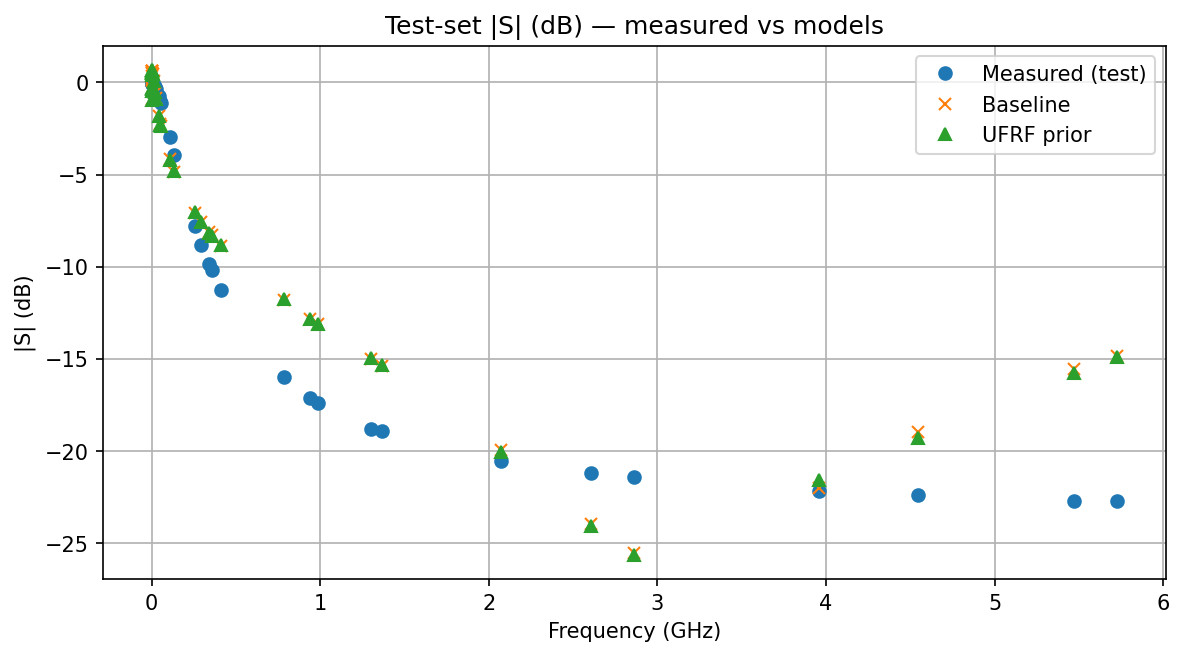 Test-set |S| (dB) — measured vs models
Measured (test)
Baseline
UFRF prior
|S| (dB)
0
−5
−10
−15
−20
−25
0 1 2 3 4 5 6
Frequency (GHz)